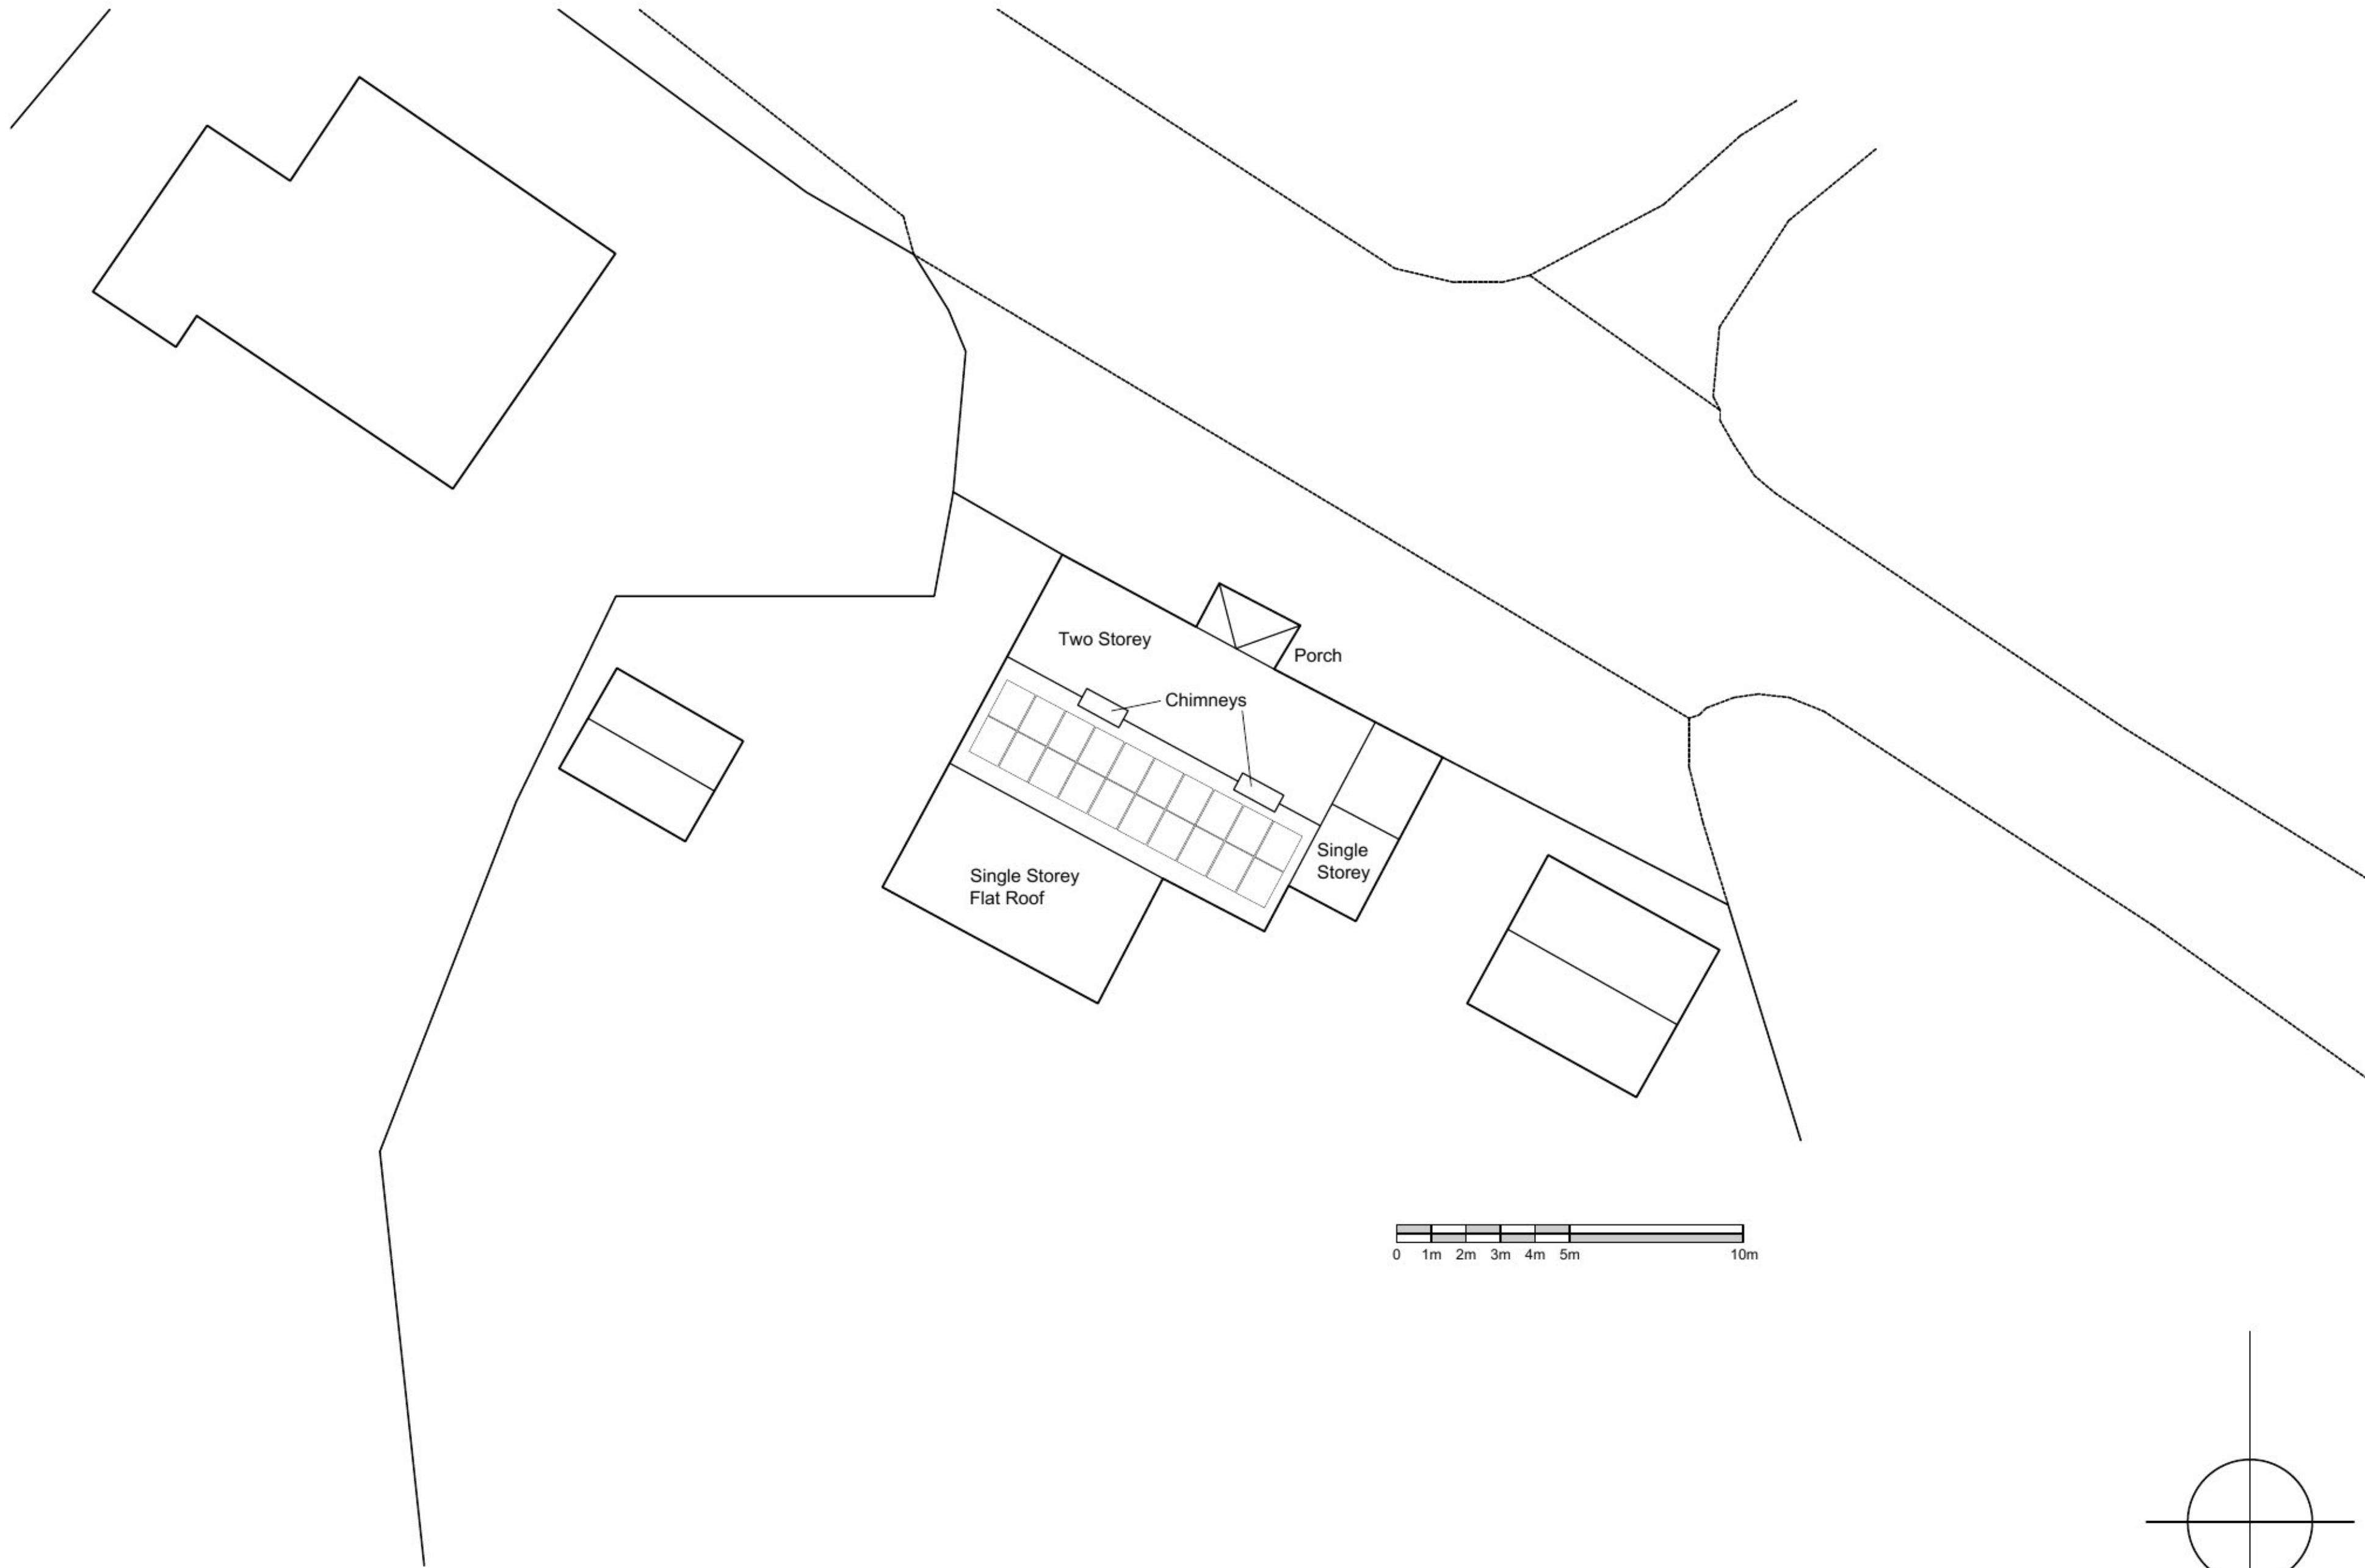 Two Storey
Porch
Chimneys
Single
Storey
Single Storey
Flat Roof
0 1m 2m 3m 4m 5m 10m